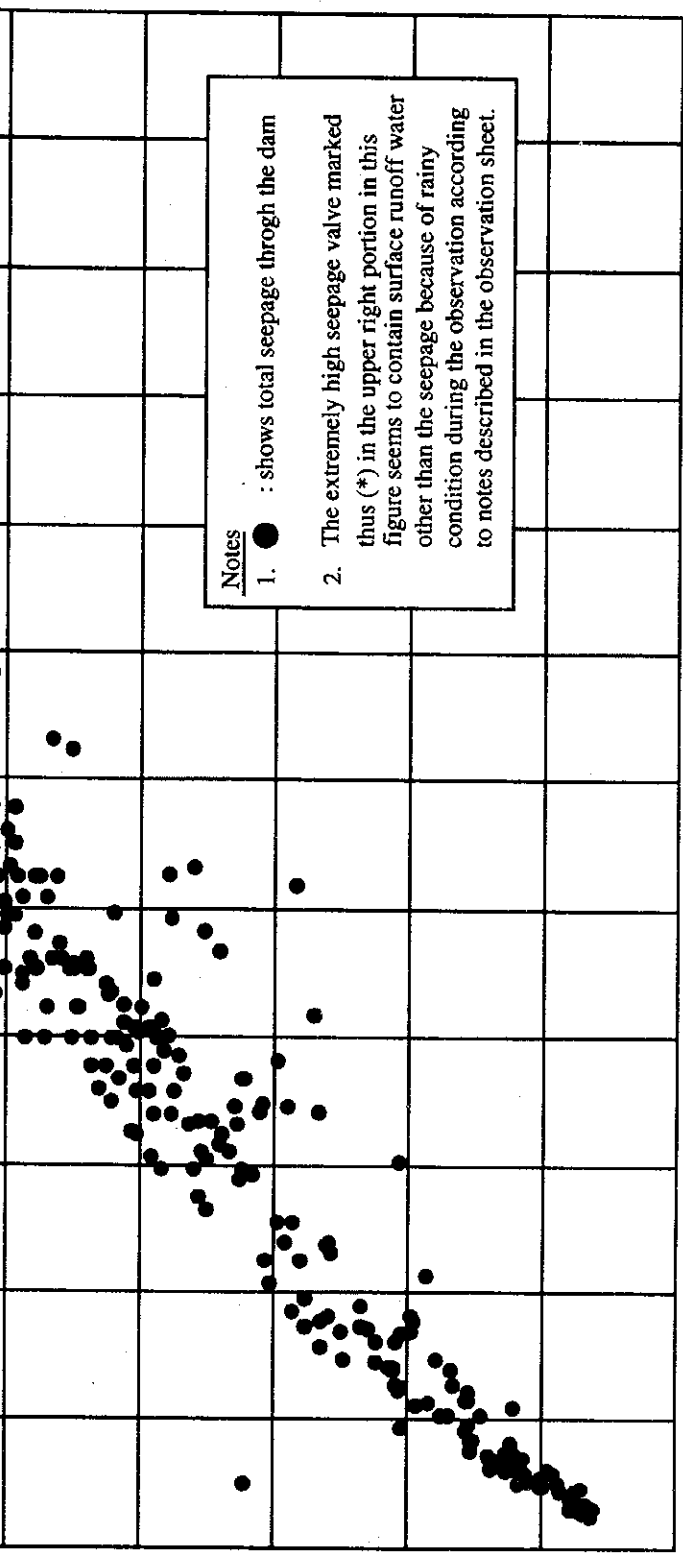 Notes
1. ● : shows total seepage throgh the dam
2. The extremely high seepage valve marked
thus (*) in the upper right portion in this
figure seems to contain surface runoff water
other than the seepage because of rainy
condition during the observation according
to notes described in the observation sheet.